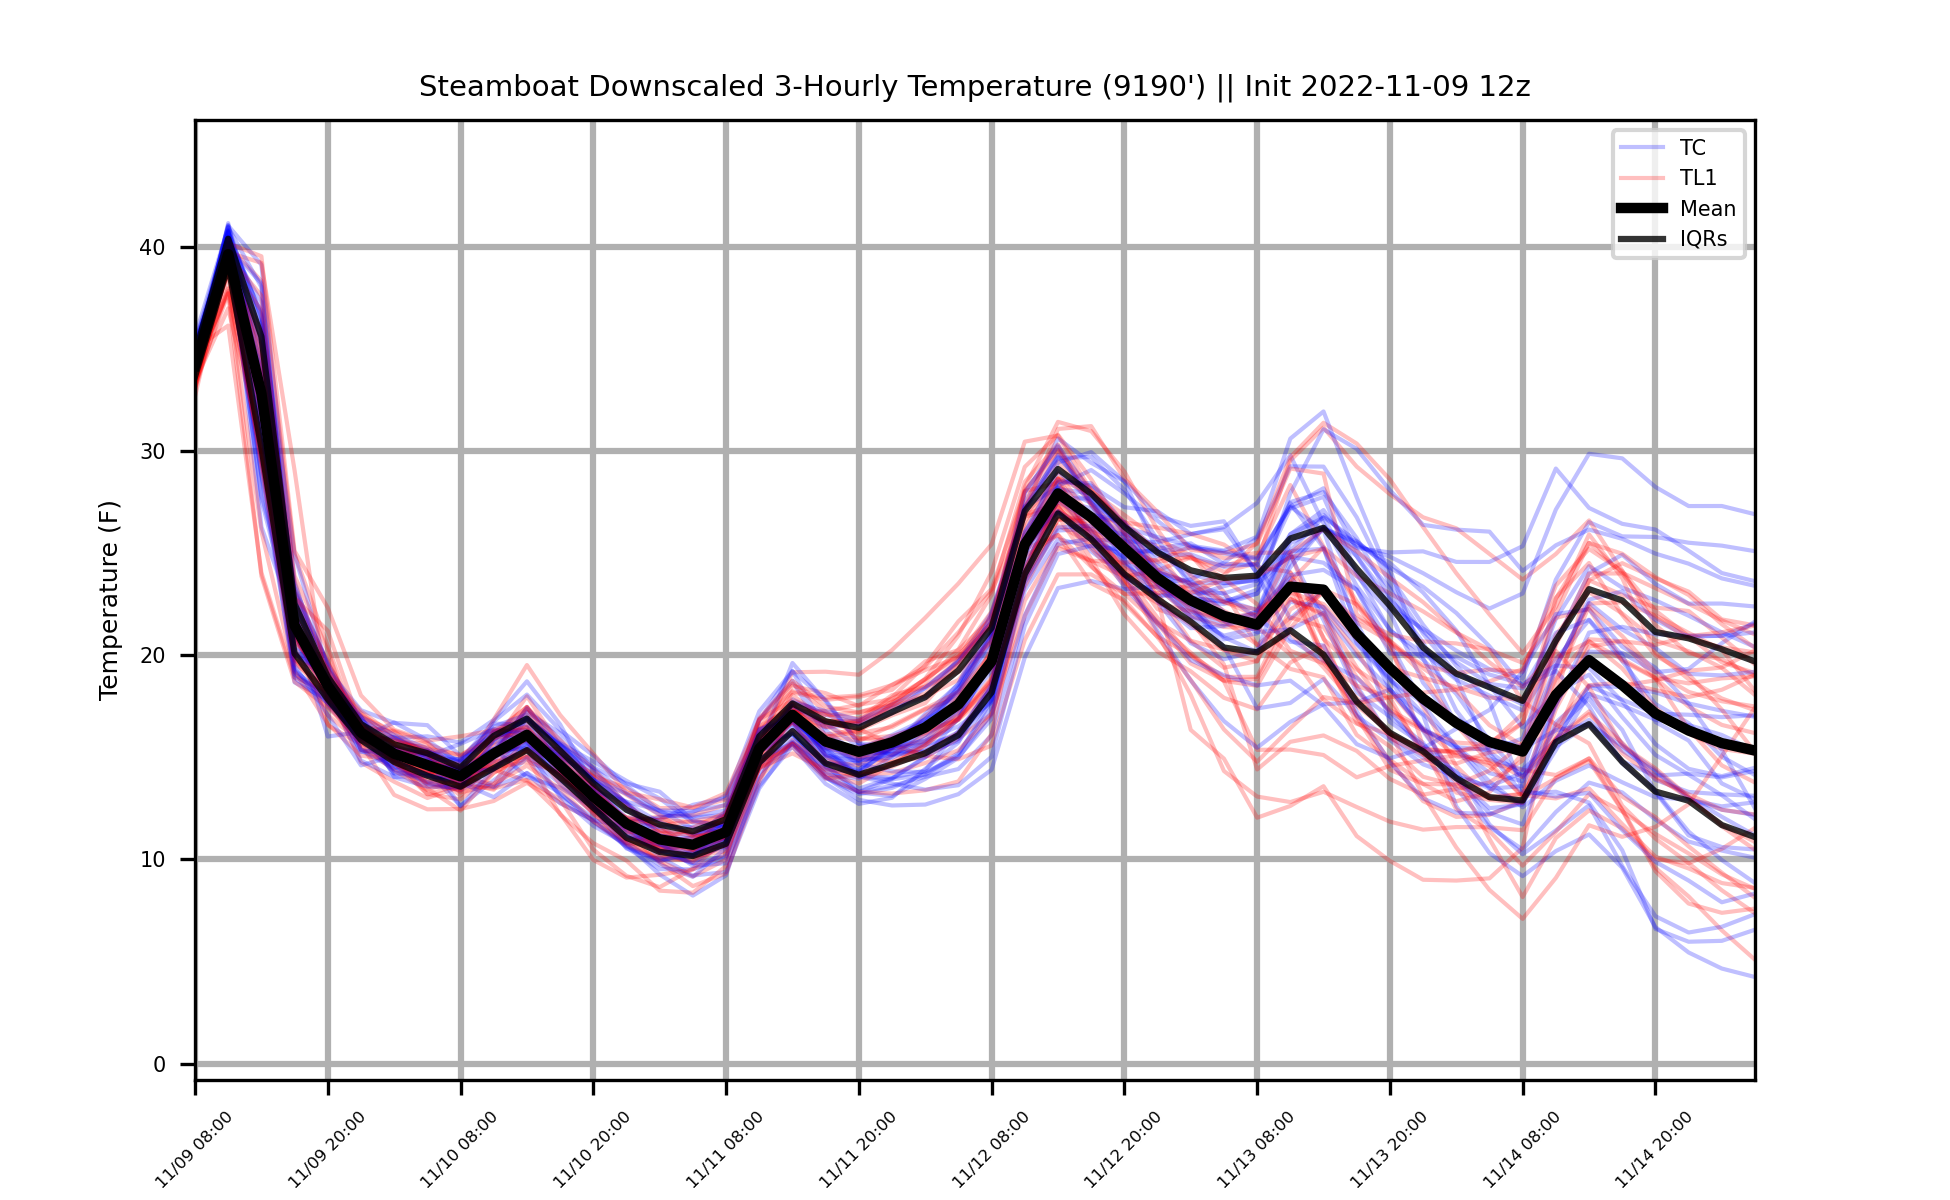 Steamboat Downscaled 3-Hourly Temperature (9190') || Init 2022-11-09 12z
TC
TL1
Mean
IQRs
Temperature (F)
40
30
20
10
0
11/09 08:00
11/09 20:00
11/10 08:00
11/10 20:00
11/11 08:00
11/11 20:00
11/12 08:00
11/12 20:00
11/13 08:00
11/13 20:00
11/14 08:00
11/14 20:00